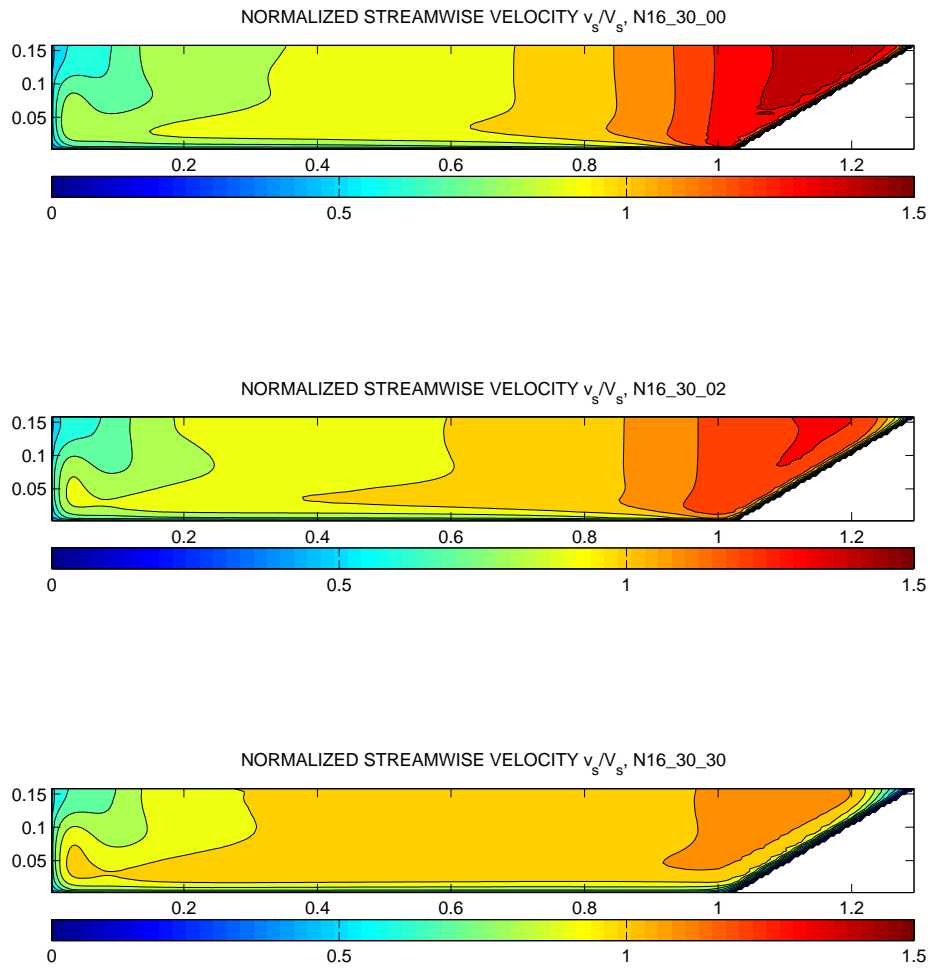 NORMALIZED STREAMWISE VELOCITY v_s/V_s, N16_30_00
0.15
0.1
0.05
0.2 0.4 0.6 0.8 1 1.2
0 0.5 1 1.5
NORMALIZED STREAMWISE VELOCITY v_s/V_s, N16_30_02
0.15
0.1
0.05
0.2 0.4 0.6 0.8 1 1.2
0 0.5 1 1.5
NORMALIZED STREAMWISE VELOCITY v_s/V_s, N16_30_30
0.15
0.1
0.05
0.2 0.4 0.6 0.8 1 1.2
0 0.5 1 1.5